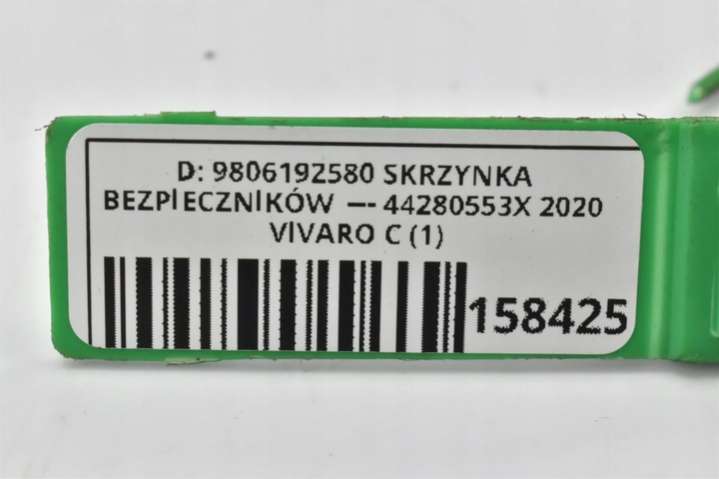 D: 9806192580 SKRZYNKA
BEZPIECZNIKÓW --- 44280553X 2020
VIVARO C (1)
158425